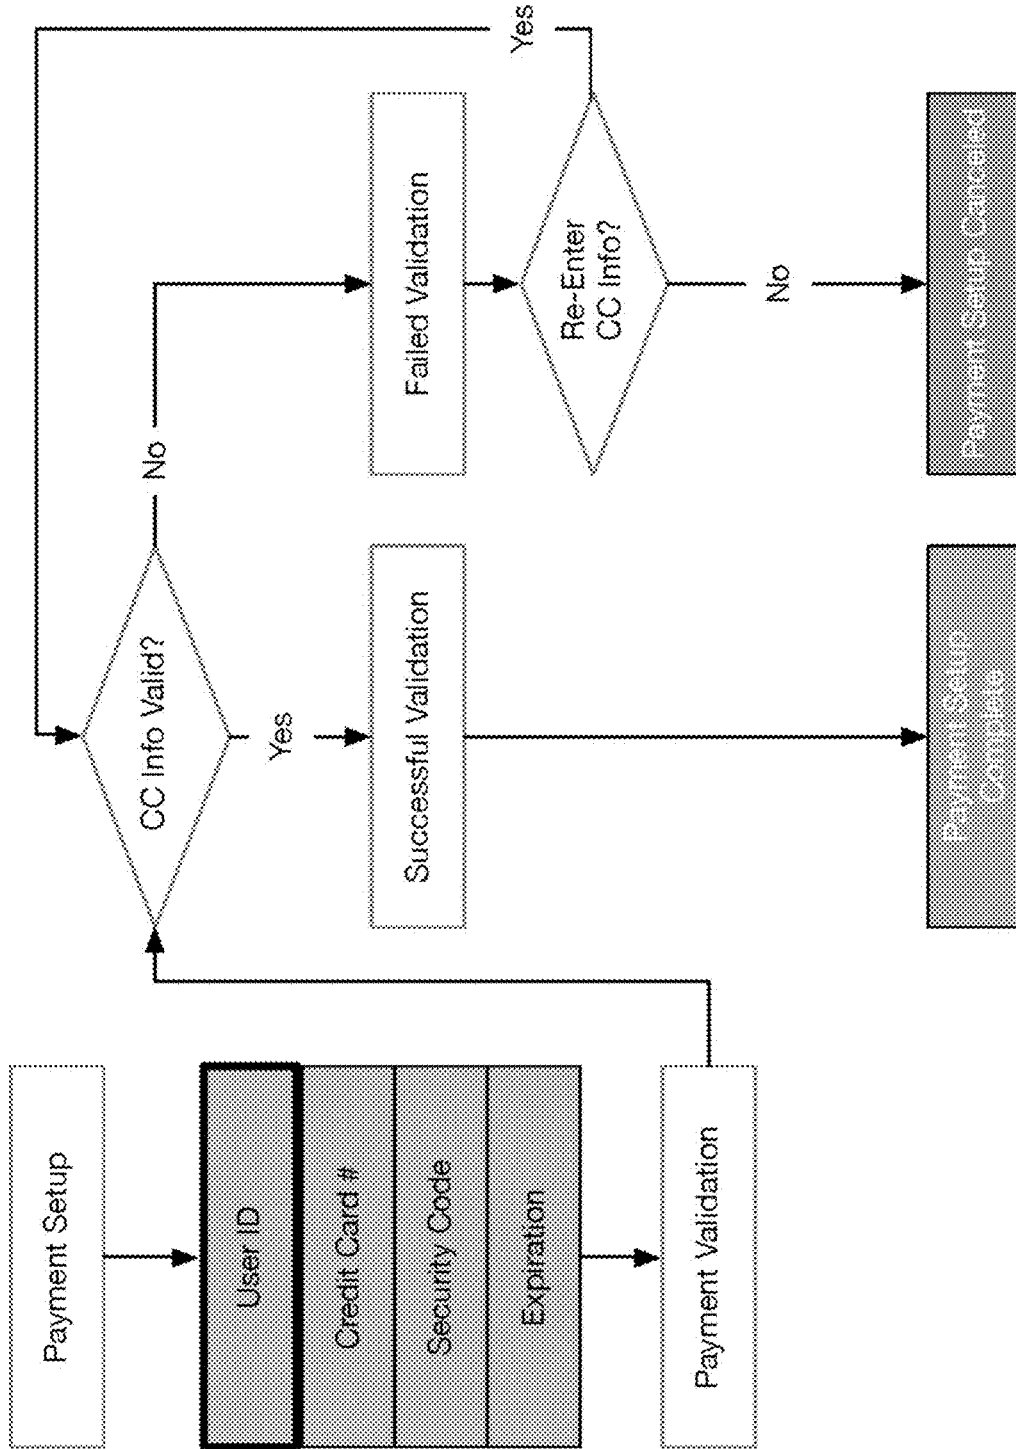 Payment Setup
User ID
Credit Card #
Security Code
Expiration
Payment Validation
CC Info Valid?
Yes
No
Successful Validation
Payment Setup
Complete
Failed Validation
Re-Enter
CC Info?
Yes
No
Payment Setup Canceled